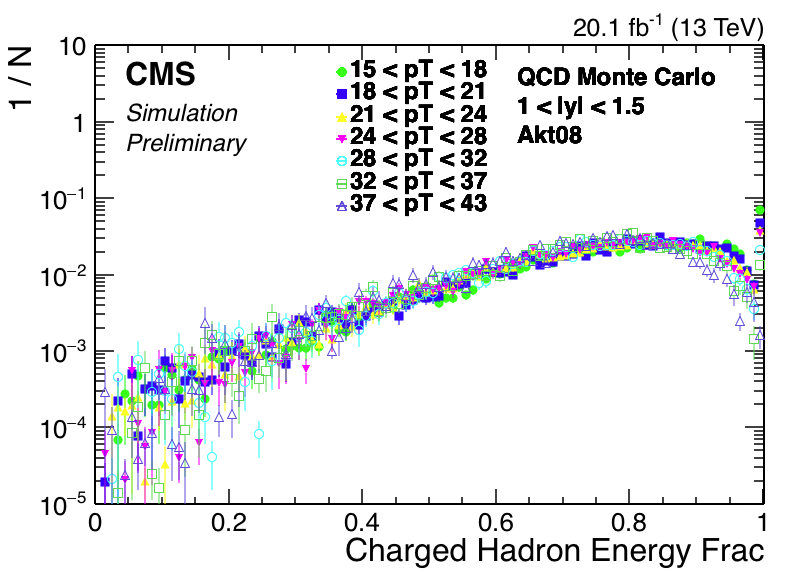 20.1 fb⁻¹ (13 TeV)
1 / N
CMS
Simulation
Preliminary
15 < pT < 18
18 < pT < 21
21 < pT < 24
24 < pT < 28
28 < pT < 32
32 < pT < 37
37 < pT < 43
QCD Monte Carlo
1 < |y| < 1.5
Akt08
10
1
10⁻¹
10⁻²
10⁻³
10⁻⁴
10⁻⁵
0 0.2 0.4 0.6 0.8 1
Charged Hadron Energy Frac